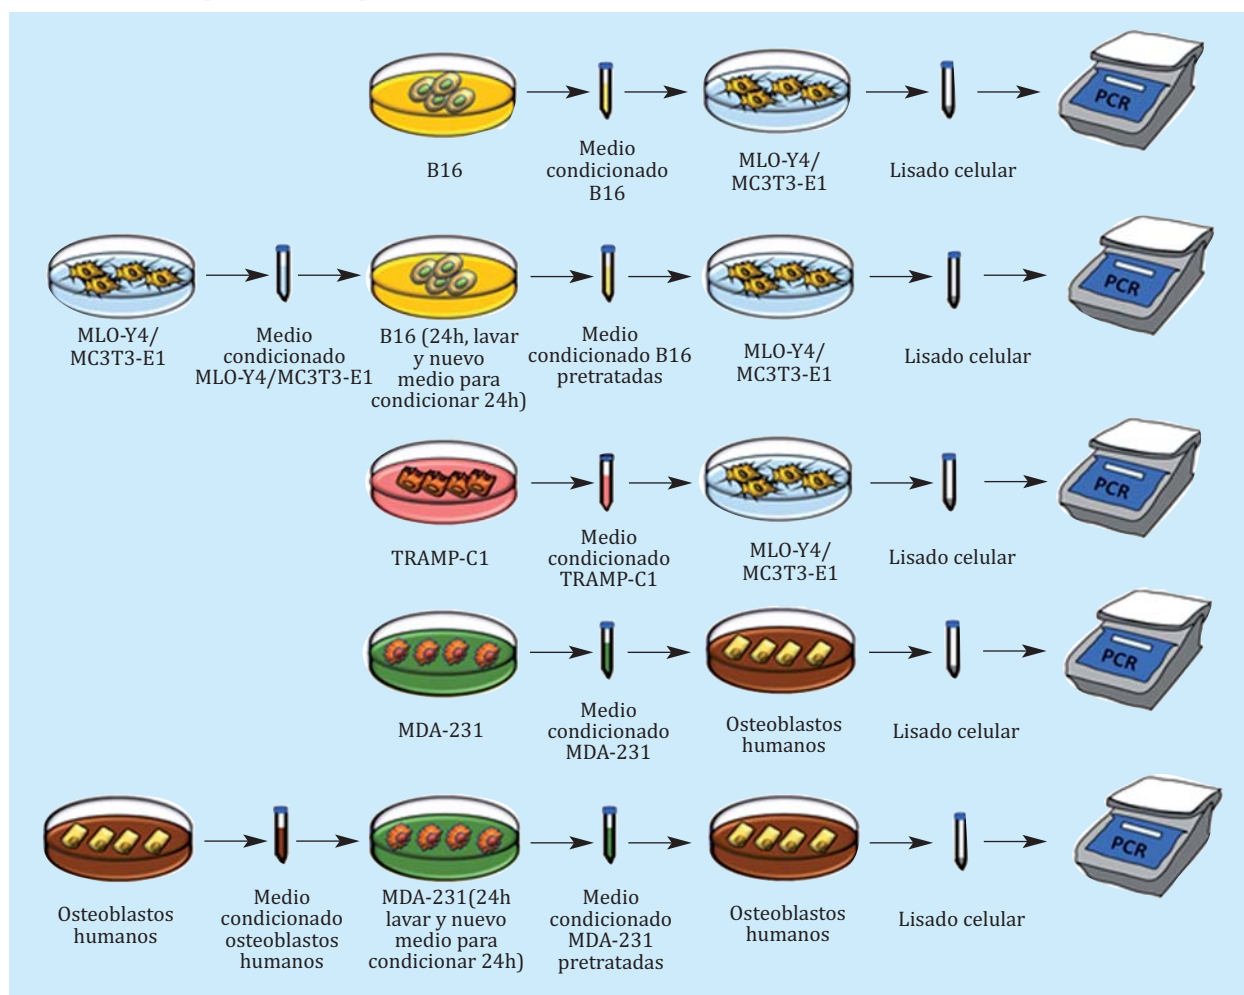 PCR
B16
Medio
condicionado
B16
MLO-Y4/
MC3T3-E1
Lisado celular
PCR
MLO-Y4/
MC3T3-E1
Medio
condicionado
MLO-Y4/MC3T3-E1
B16 (24h, lavar
y nuevo
medio para
condicionar 24h)
Medio
condicionado B16
pretratadas
MLO-Y4/
MC3T3-E1
Lisado celular
PCR
TRAMP-C1
Medio
condicionado
TRAMP-C1
MLO-Y4/
MC3T3-E1
Lisado celular
PCR
MDA-231
Medio
condicionado
MDA-231
Osteoblastos
humanos
Lisado celular
PCR
Osteoblastos
humanos
Medio
condicionado
osteoblastos
humanos
MDA-231(24h
lavar y nuevo
medio para
condicionar 24h)
Medio
condicionado
MDA-231
pretratadas
Osteoblastos
humanos
Lisado celular